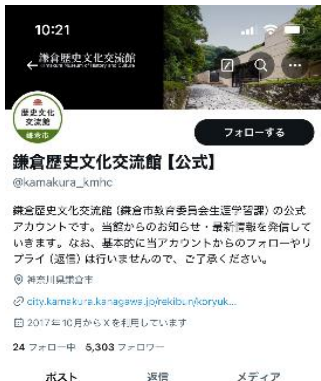 10:21
鎌倉歴史文化交流館
Kamakura Museum of History and Culture
歴史文化
交流館
鎌倉市
フォローする
鎌倉歴史文化交流館【公式】
@kamakura_kmhc
鎌倉歴史文化交流館（鎌倉市教育委員会生涯学習課）の公式
アカウントです。当館からのお知らせ・最新情報を発信して
いきます。なお、基本的に当アカウントからのフォローやリ
プライ（返信）は行いませんので、ご了承ください。
神奈川県鎌倉市
city.kamakura.kanagawa.jp/rekibun/koryuk...
2017年10月からXを利用しています
24 フォロー中 5,303 フォロワー
ポスト 返信 メディア